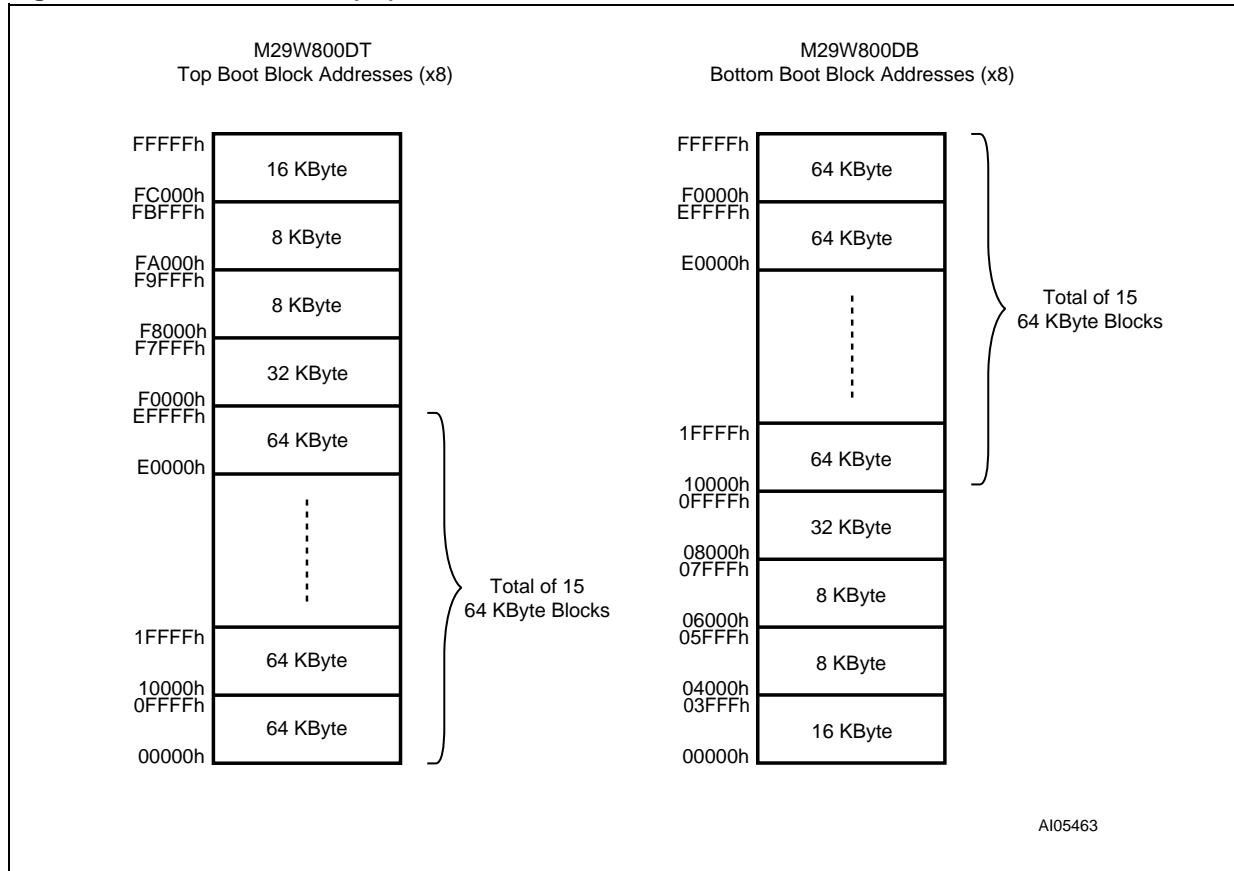 M29W800DT
Top Boot Block Addresses (x8)
FFFFFh
16 KByte
FC000h
FBFFFh
8 KByte
FA000h
F9FFFh
8 KByte
F8000h
F7FFFh
32 KByte
F0000h
EFFFFh
64 KByte
E0000h
Total of 15
64 KByte Blocks
1FFFFh
64 KByte
10000h
0FFFFh
64 KByte
00000h
M29W800DB
Bottom Boot Block Addresses (x8)
FFFFFh
64 KByte
F0000h
EFFFFh
64 KByte
E0000h
Total of 15
64 KByte Blocks
1FFFFh
64 KByte
10000h
0FFFFh
32 KByte
08000h
07FFFh
8 KByte
06000h
05FFFh
8 KByte
04000h
03FFFh
16 KByte
00000h
AI05463